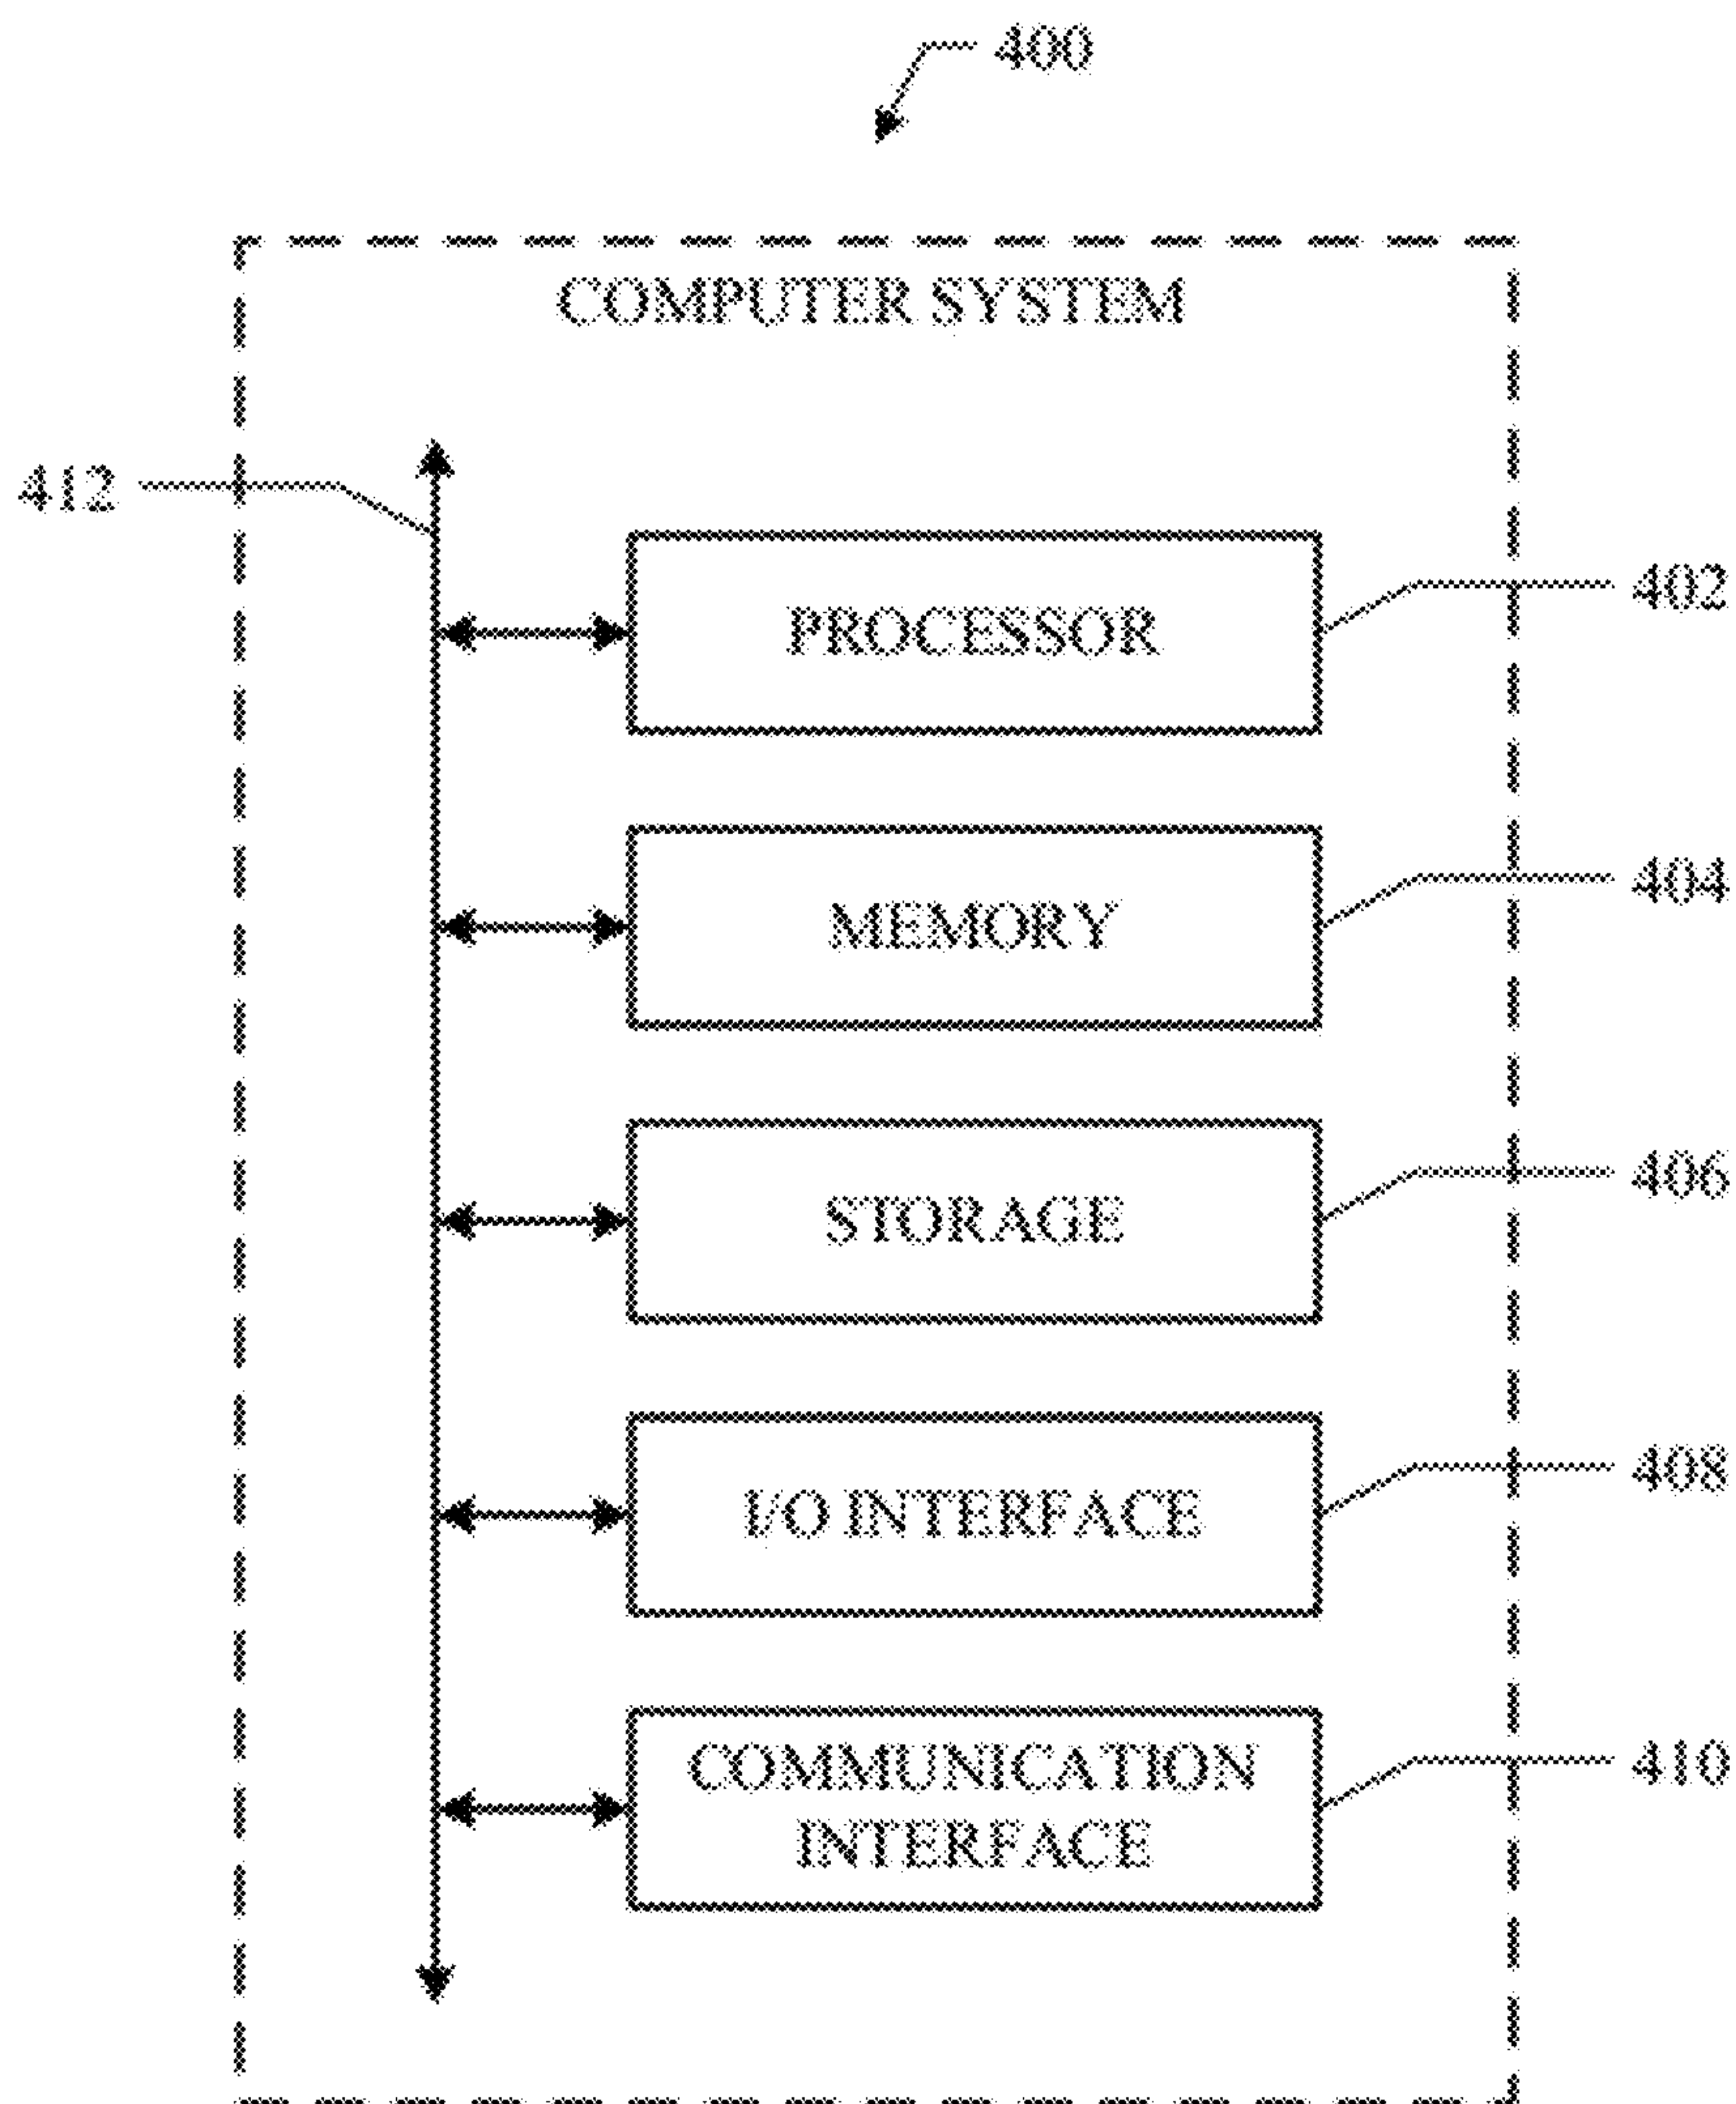 400
COMPUTER SYSTEM
412
PROCESSOR
402
MEMORY
404
STORAGE
406
I/O INTERFACE
408
COMMUNICATION
INTERFACE
410